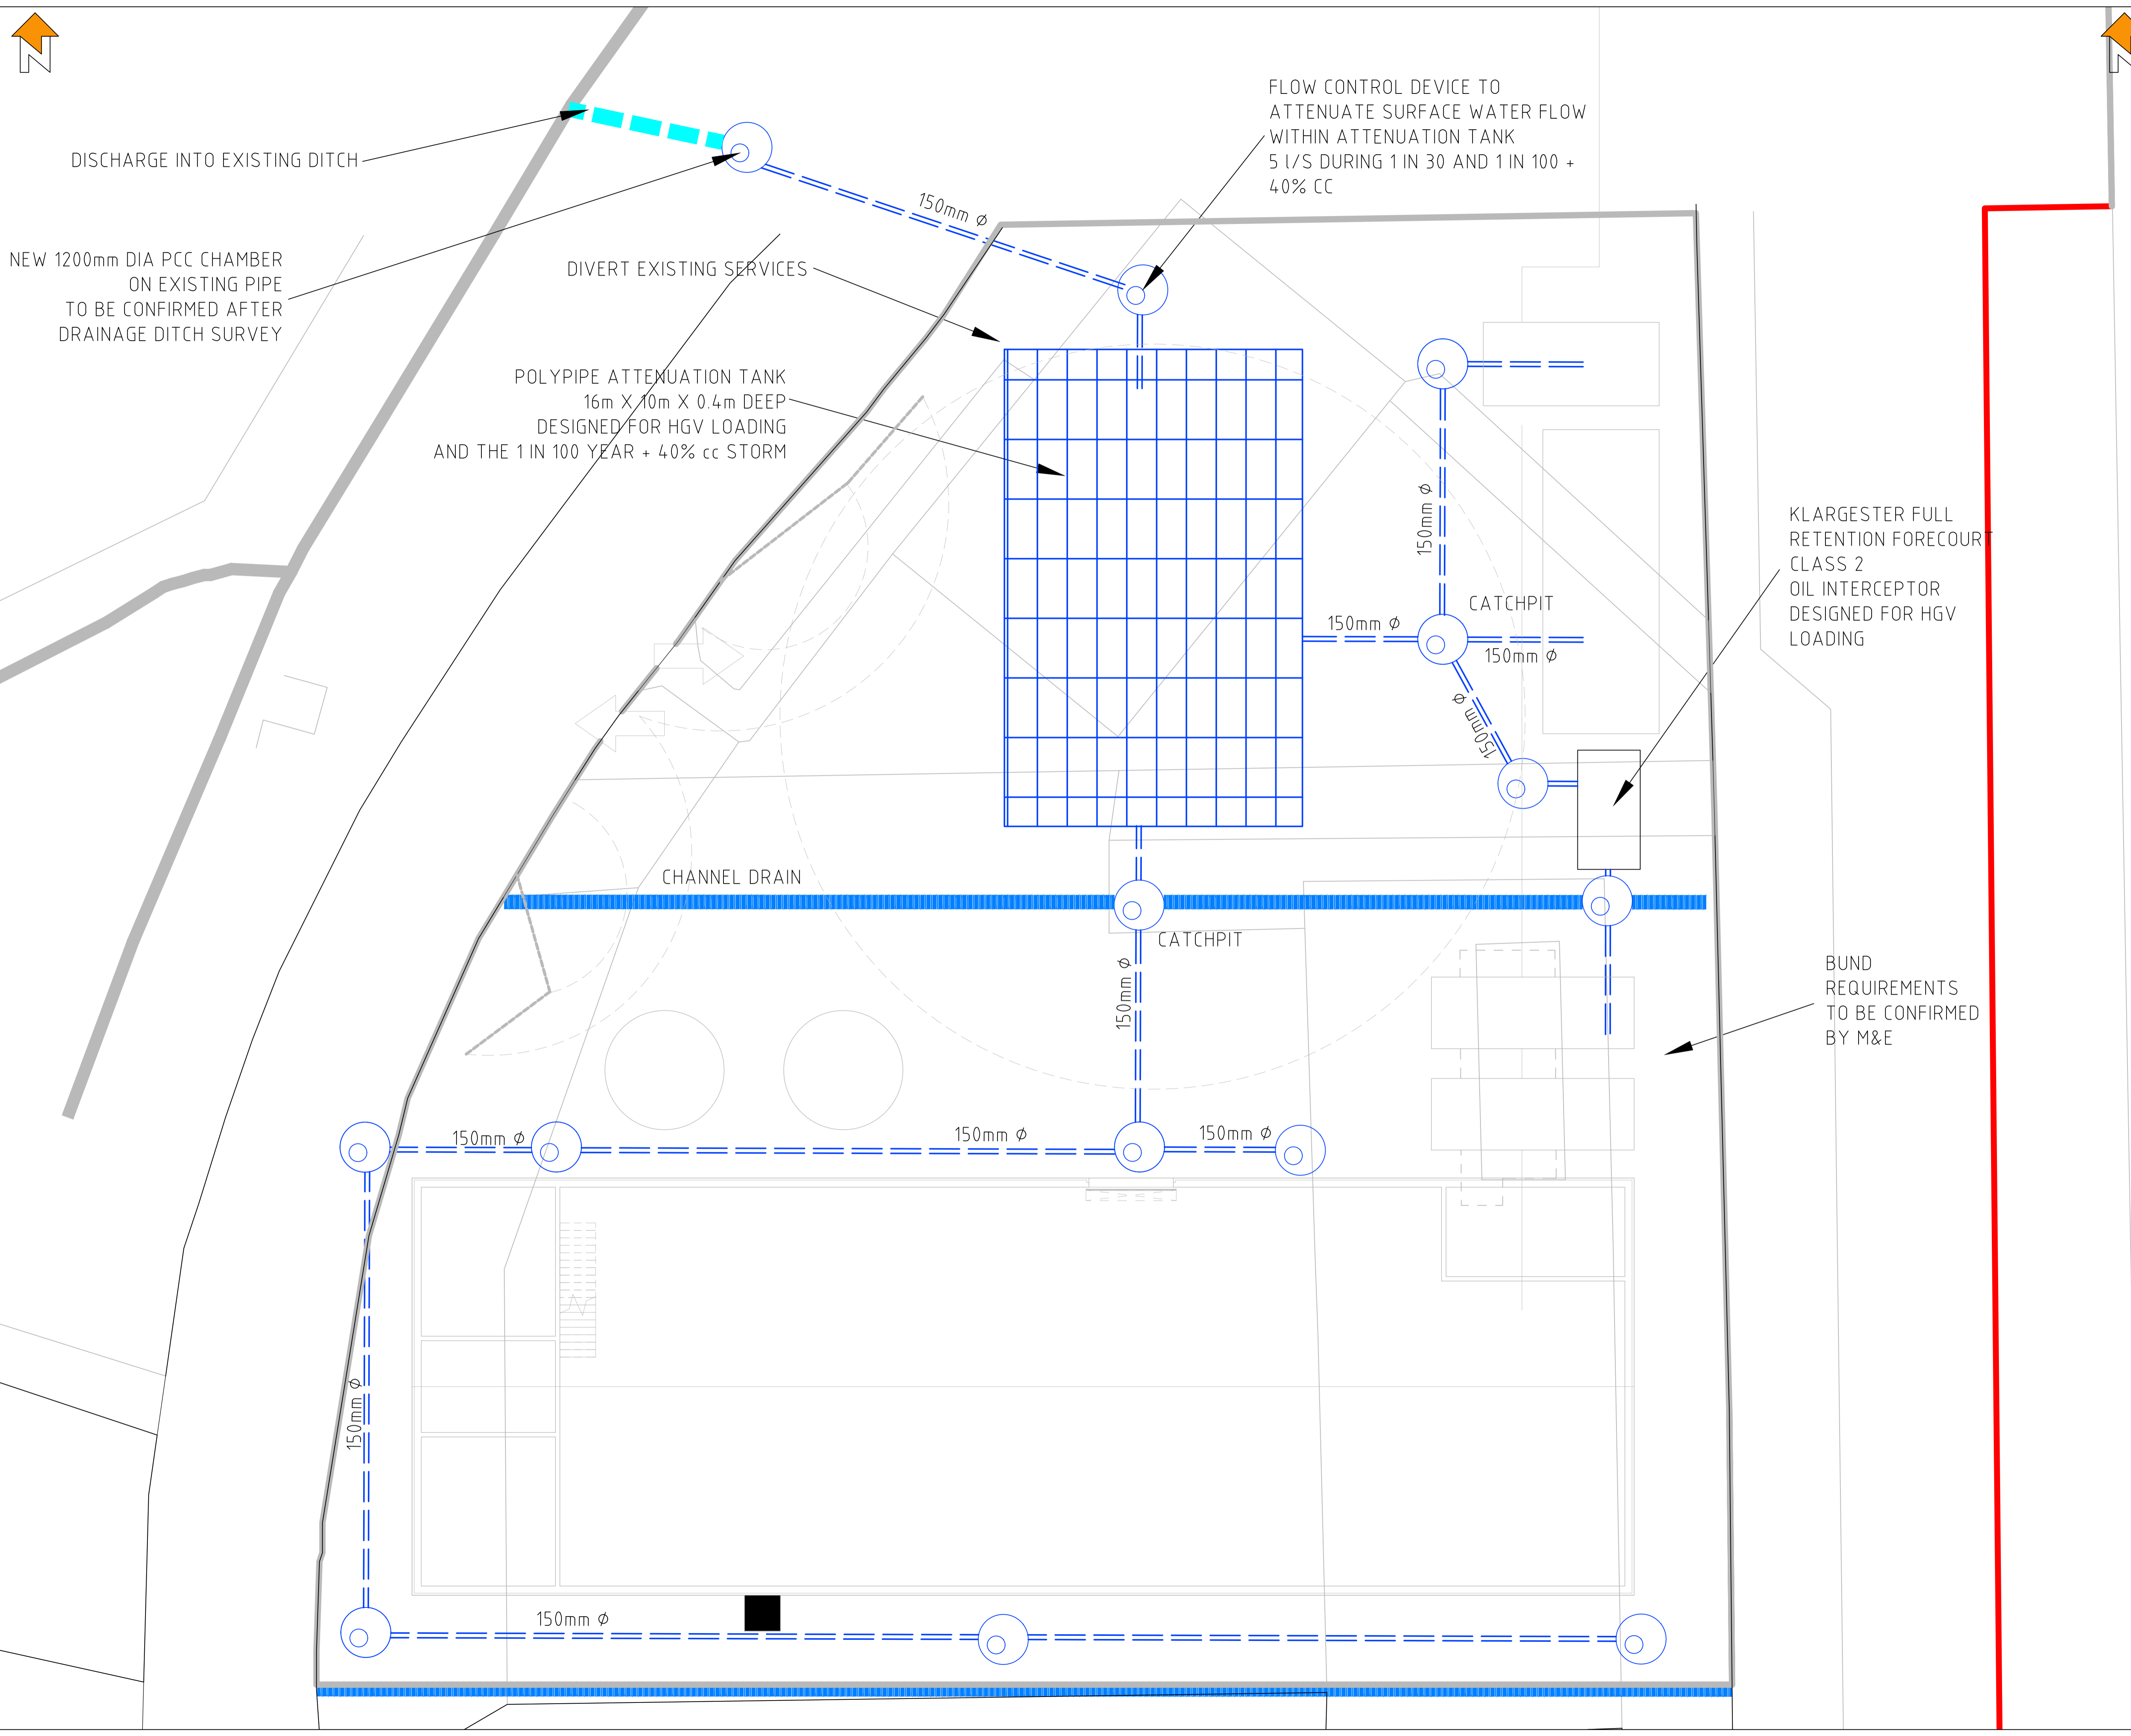 N
N
FLOW CONTROL DEVICE TO
ATTENUATE SURFACE WATER FLOW
WITHIN ATTENUATION TANK
5 l/S DURING 1 IN 30 AND 1 IN 100 +
40% CC
DISCHARGE INTO EXISTING DITCH
150mm Ø
NEW 1200mm DIA PCC CHAMBER
ON EXISTING PIPE
TO BE CONFIRMED AFTER
DRAINAGE DITCH SURVEY
DIVERT EXISTING SERVICES
POLYPIPE ATTENUATION TANK
16m X 10m X 0.4m DEEP
DESIGNED FOR HGV LOADING
AND THE 1 IN 100 YEAR + 40% cc STORM
150mm Ø
KLARGESTER FULL
RETENTION FORECOURT
CLASS 2
OIL INTERCEPTOR
DESIGNED FOR HGV
LOADING
CATCHPIT
150mm Ø
150mm Ø
150mm Ø
CHANNEL DRAIN
CATCHPIT
150mm Ø
BUND
REQUIREMENTS
TO BE CONFIRMED
BY M&E
150mm Ø
150mm Ø
150mm Ø
150mm Ø
150mm Ø